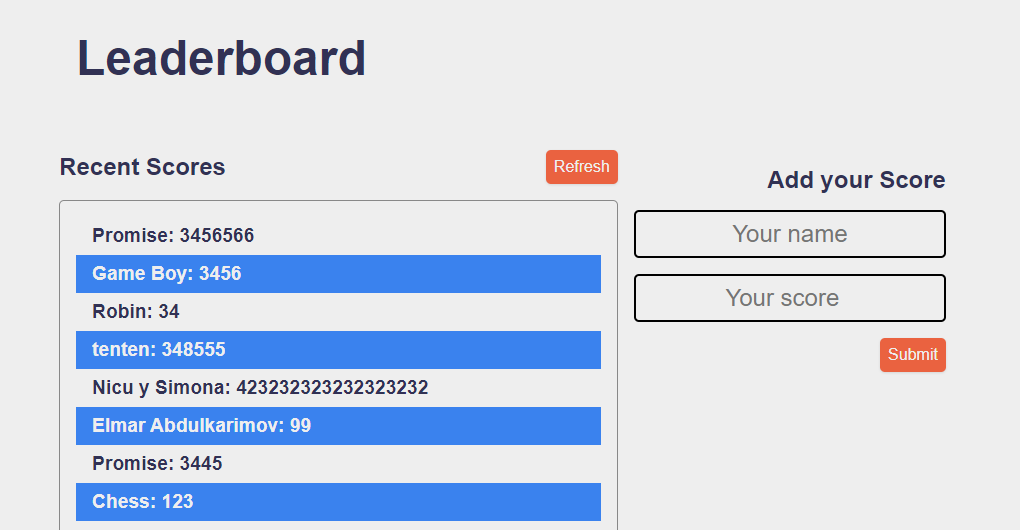 Leaderboard
Recent Scores
Refresh
Promise: 3456566
Game Boy: 3456
Robin: 34
tenten: 348555
Nicu y Simona: 423232323232323232
Elmar Abdulkarimov: 99
Promise: 3445
Chess: 123
Add your Score
Your name
Your score
Submit